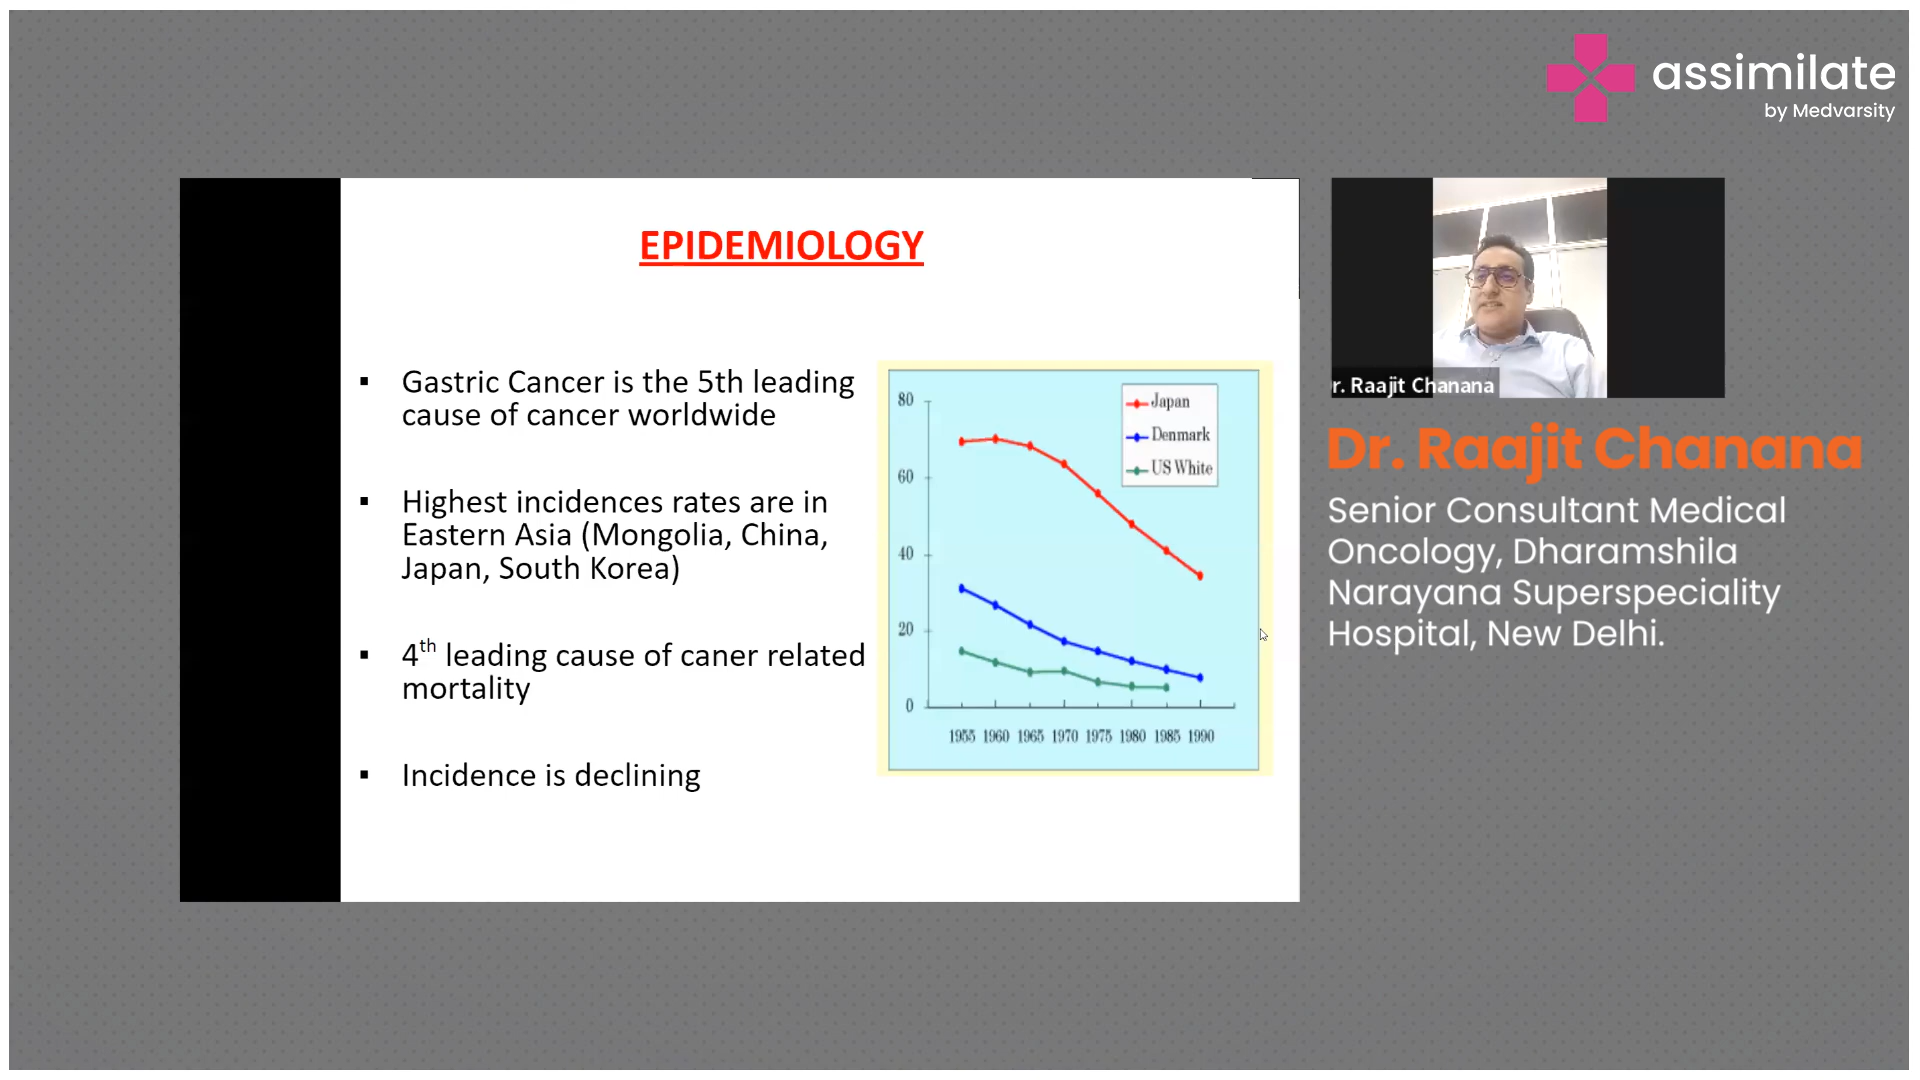 assimilate
by Medvarsity
EPIDEMIOLOGY
▪ Gastric Cancer is the 5th leading
cause of cancer worldwide
▪ Highest incidences rates are in
Eastern Asia (Mongolia, China,
Japan, South Korea)
▪ 4th leading cause of caner related
mortality
▪ Incidence is declining
80
60
40
20
0
1955 1960 1965 1970 1975 1980 1985 1990
Japan
Denmark
US White
r. Raajit Chanana
Dr. Raajit Chanana
Senior Consultant Medical
Oncology, Dharamshila
Narayana Superspeciality
Hospital, New Delhi.